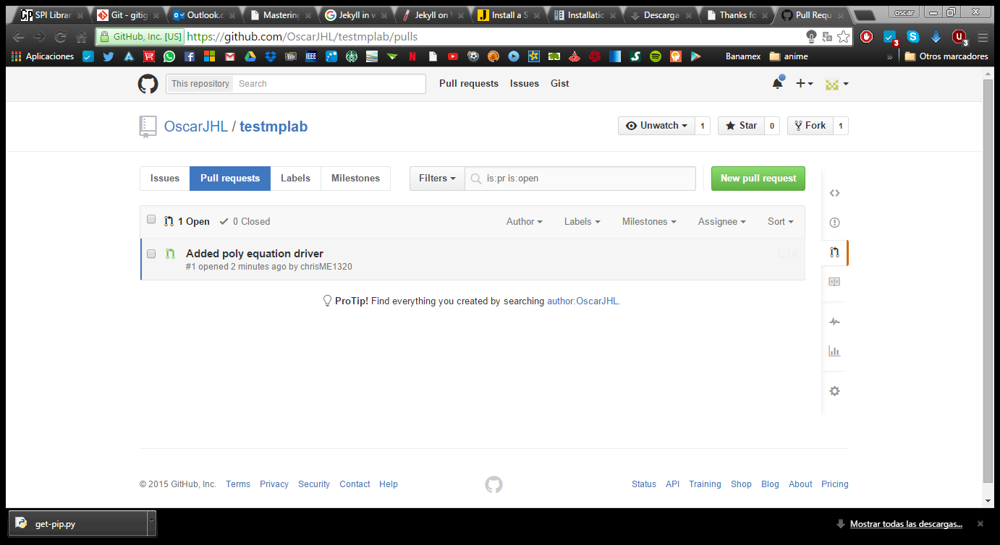 SPI Librar Git - gitig Outlook.c Mastering Jekyll in w Jekyll on Install a S Installatic Descarga Thanks fo Pull Requ oscar
GitHub, Inc. [US] https://github.com/OscarJHL/testmplab/pulls
Aplicaciones Banamex anime » Otros marcadores
This repository Search Pull requests Issues Gist
OscarJHL / testmplab Unwatch 1 Star 0 Fork 1
Issues Pull requests Labels Milestones Filters is:pr is:open New pull request
1 Open 0 Closed Author Labels Milestones Assignee Sort
Added poly equation driver 0
#1 opened 2 minutes ago by chrisME1320
ProTip! Find everything you created by searching author:OscarJHL.
© 2015 GitHub, Inc. Terms Privacy Security Contact Help Status API Training Shop Blog About Pricing
get-pip.py Mostrar todas las descargas...